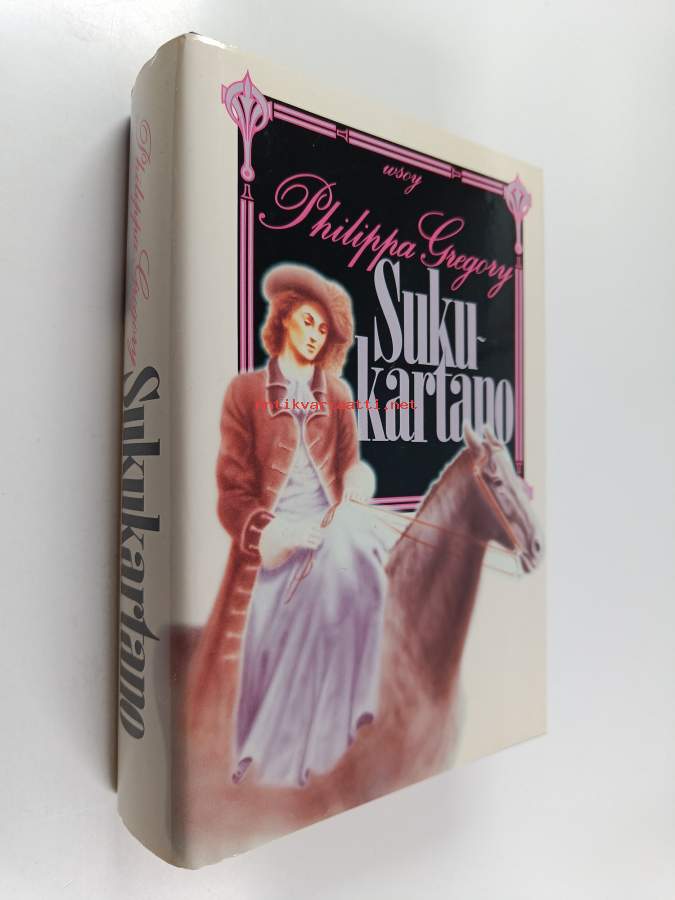 wsoy
Philippa Gregory
Suku-
kartano
antikvariaatti.net
Philippa Gregory
Sukukartano